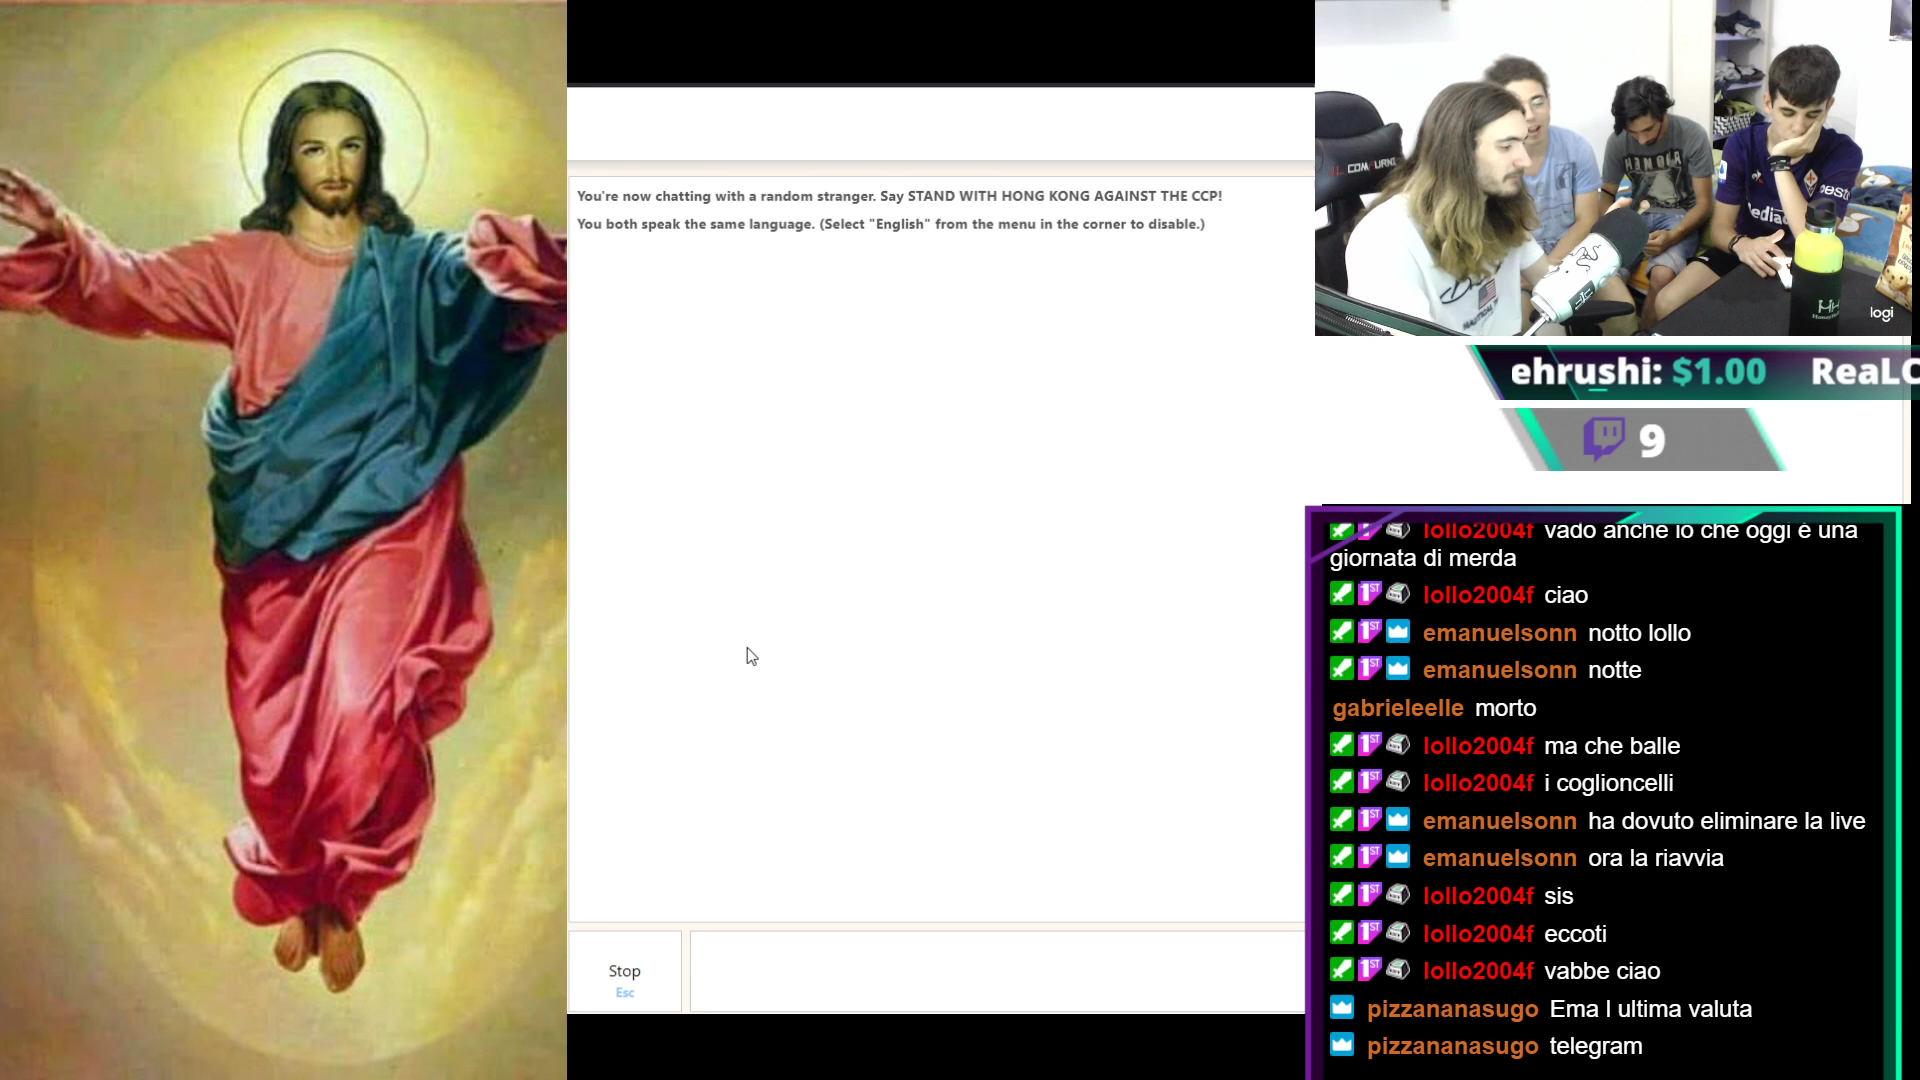 You're now chatting with a random stranger. Say STAND WITH HONG KONG AGAINST THE CCP!
You both speak the same language. (Select "English" from the menu in the corner to disable.)
Stop
Esc
logi
ehrushi: $1.00 ReaLC
9
lollo2004f vado anche io che oggi è una
giornata di merda
lollo2004f ciao
emanuelsonn notto lollo
emanuelsonn notte
gabrieleelle morto
lollo2004f ma che balle
lollo2004f i coglioncelli
emanuelsonn ha dovuto eliminare la live
emanuelsonn ora la riavvia
lollo2004f sis
lollo2004f eccoti
lollo2004f vabbe ciao
pizzananasugo Ema l ultima valuta
pizzananasugo telegram